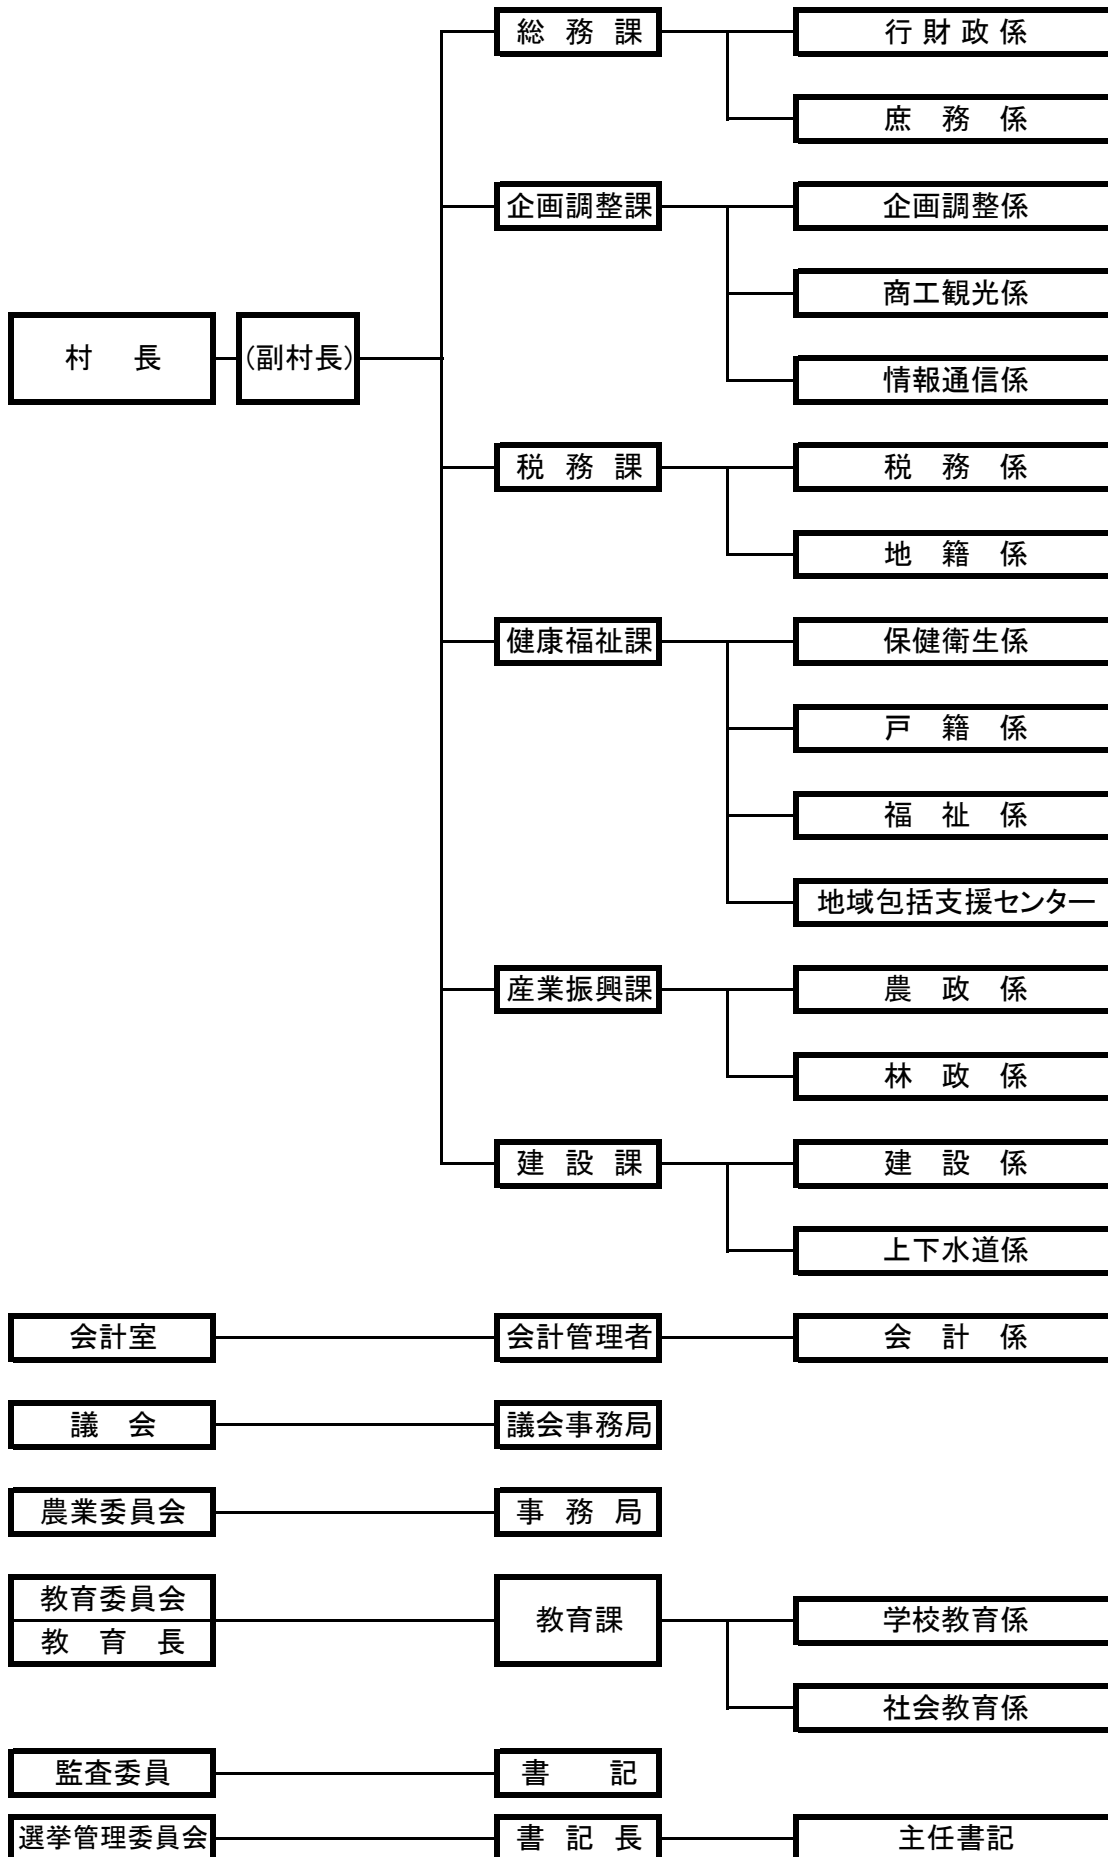 総務課
行財政係
庶務係
企画調整課
企画調整係
商工観光係
村長
(副村長)
情報通信係
税務課
税務係
地籍係
健康福祉課
保健衛生係
戸籍係
福祉係
地域包括支援センター
産業振興課
農政係
林政係
建設課
建設係
上下水道係
会計室
会計管理者
会計係
議会
議会事務局
農業委員会
事務局
教育委員会
教育長
教育課
学校教育係
社会教育係
監査委員
書記
選挙管理委員会
書記長
主任書記